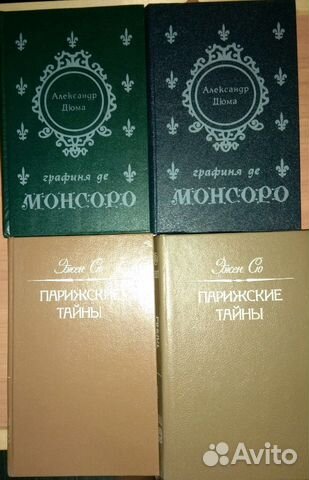 Александр
Дюма
графиня де
МОНСОРО
Александр
Дюма
графиня де
МОНСОРО
Эжен Сю
ПАРИЖСКИЕ
ТАЙНЫ
Эжен Сю
ПАРИЖСКИЕ
ТАЙНЫ
Avito